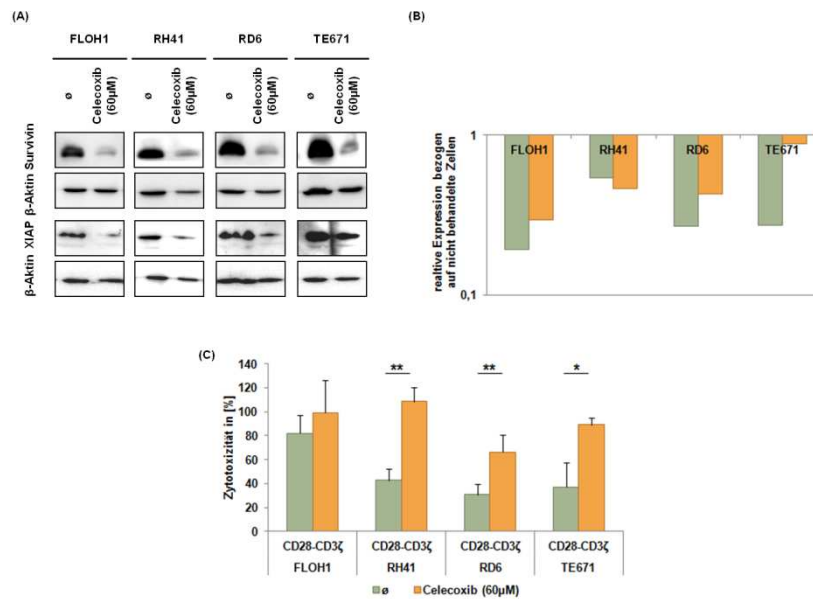 (A)
FLOH1 RH41 RD6 TE671
ø Celecoxib (60µM) ø Celecoxib (60µM) ø Celecoxib (60µM) ø Celecoxib (60µM)
Survivin
β-Aktin
XIAP
β-Aktin
(B)
realtive Expression bezogen
auf nicht behandelte Zellen
1
0,1
FLOH1 RH41 RD6 TE671
(C)
Zytotoxizität in [%]
140
120
100
80
60
40
20
0
** ** *
CD28-CD3ζ CD28-CD3ζ CD28-CD3ζ CD28-CD3ζ
FLOH1 RH41 RD6 TE671
ø Celecoxib (60µM)